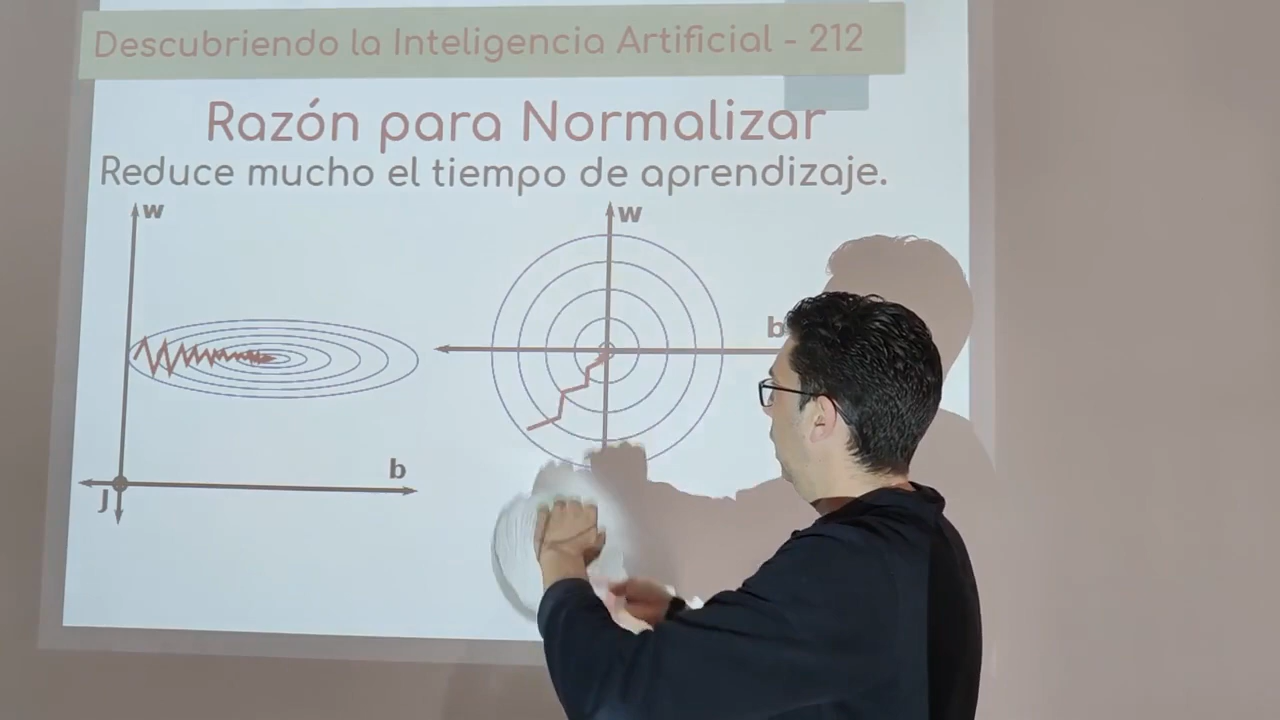 Descubriendo la Inteligencia Artificial - 212
Razón para Normalizar
Reduce mucho el tiempo de aprendizaje.
w
b
J
w
b